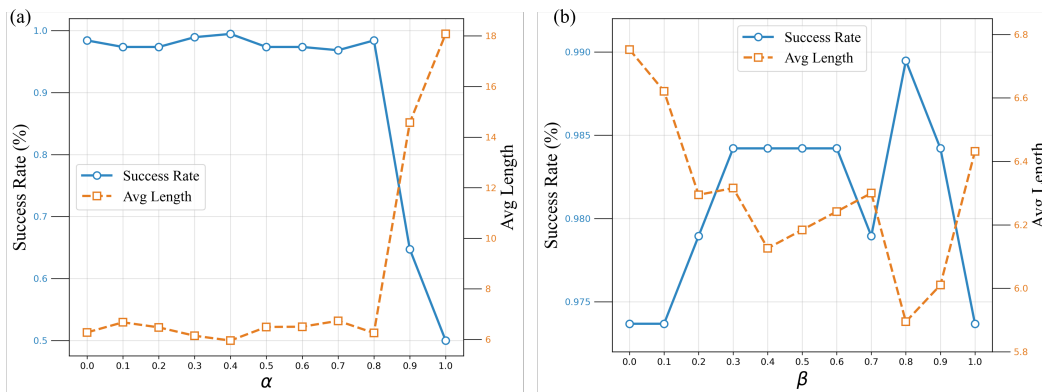 (a)
Success Rate (%)
1.0
0.9
0.8
0.7
0.6
0.5
Success Rate
Avg Length
18
16
14
12
10
8
6
Avg Length
0.0 0.1 0.2 0.3 0.4 0.5 0.6 0.7 0.8 0.9 1.0
α
(b)
Success Rate (%)
0.990
0.985
0.980
0.975
Success Rate
Avg Length
6.8
6.6
6.4
6.2
6.0
5.8
Avg Length
0.0 0.1 0.2 0.3 0.4 0.5 0.6 0.7 0.8 0.9 1.0
β